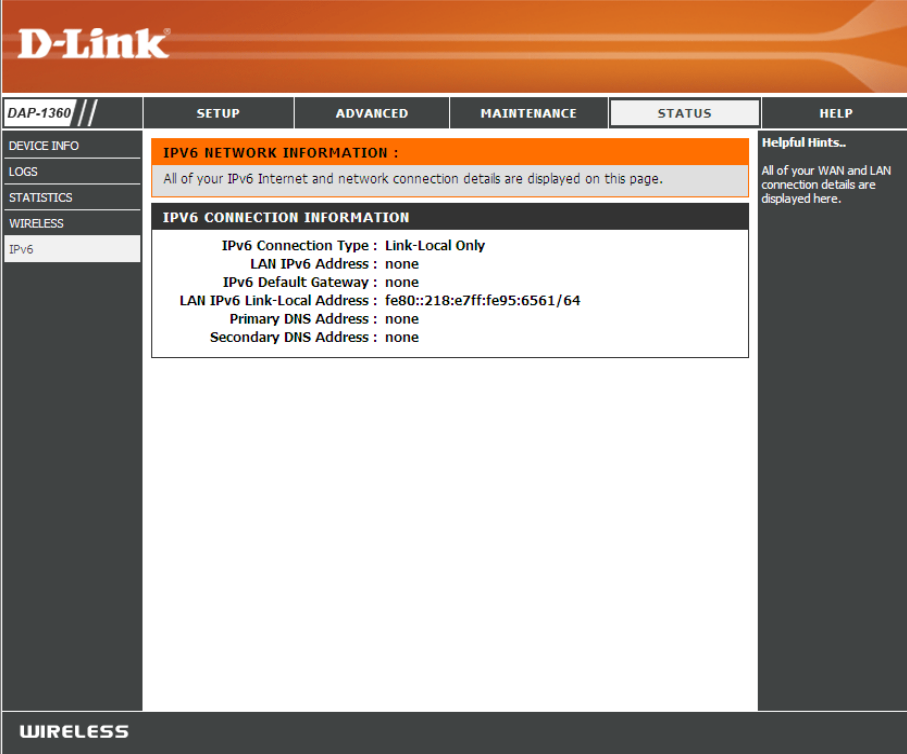 D-Link
DAP-1360
SETUP
ADVANCED
MAINTENANCE
STATUS
HELP
DEVICE INFO
LOGS
STATISTICS
WIRELESS
IPv6
IPV6 NETWORK INFORMATION :
All of your IPv6 Internet and network connection details are displayed on this page.
IPV6 CONNECTION INFORMATION
IPv6 Connection Type : Link-Local Only
LAN IPv6 Address : none
IPv6 Default Gateway : none
LAN IPv6 Link-Local Address : fe80::218:e7ff:fe95:6561/64
Primary DNS Address : none
Secondary DNS Address : none
Helpful Hints..
All of your WAN and LAN
connection details are
displayed here.
WIRELESS